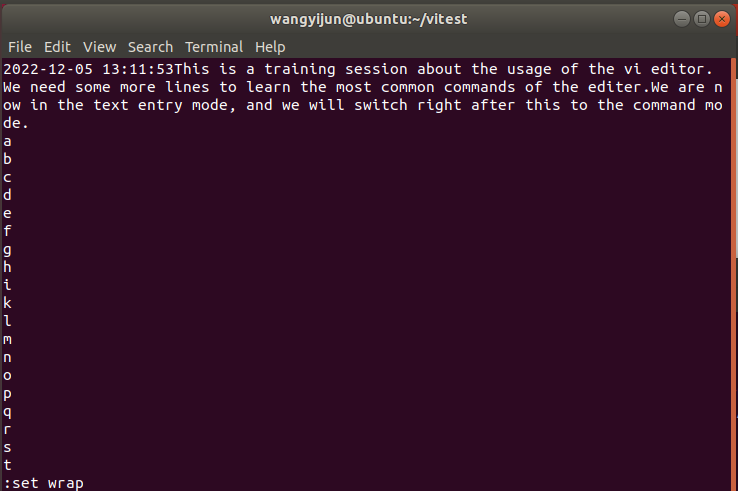 wangyijun@ubuntu:~/vitest
File Edit View Search Terminal Help
2022-12-05 13:11:53This is a training session about the usage of the vi editor.
We need some more lines to learn the most common commands of the editer.We are n
ow in the text entry mode, and we will switch right after this to the command mo
de.
a
b
c
d
e
f
g
h
i
k
l
m
n
o
p
q
r
s
t
:set wrap